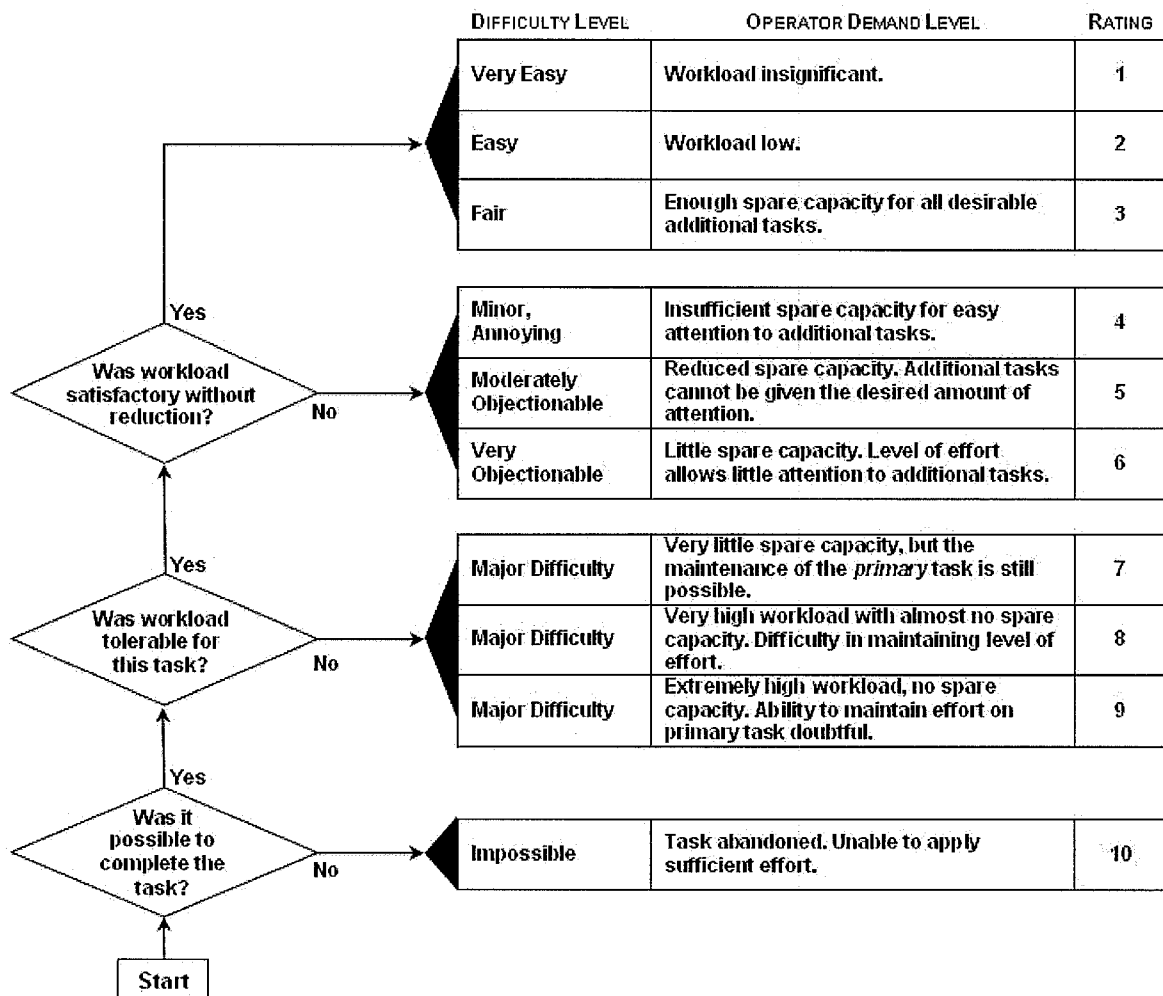 DIFFICULTY LEVEL OPERATOR DEMAND LEVEL RATING
Very Easy Workload insignificant. 1
Easy Workload low. 2
Fair Enough spare capacity for all desirable
additional tasks. 3
Yes
Minor,
Annoying
Insufficient spare capacity for easy
attention to additional tasks.
4
Was workload
satisfactory without
reduction?
No
Moderately
Objectionable
Reduced spare capacity. Additional tasks
cannot be given the desired amount of
attention.
5
Very
Objectionable
Little spare capacity. Level of effort
allows little attention to additional tasks.
6
Yes
Major Difficulty
Very little spare capacity, but the
maintenance of the primary task is still
possible.
7
Was workload
tolerable for
this task?
No
Major Difficulty
Very high workload with almost no spare
capacity. Difficulty in maintaining level of
effort.
8
Major Difficulty
Extremely high workload, no spare
capacity. Ability to maintain effort on
primary task doubtful.
9
Yes
Was it
possible to
complete the
task?
No
Impossible
Task abandoned. Unable to apply
sufficient effort.
10
Start